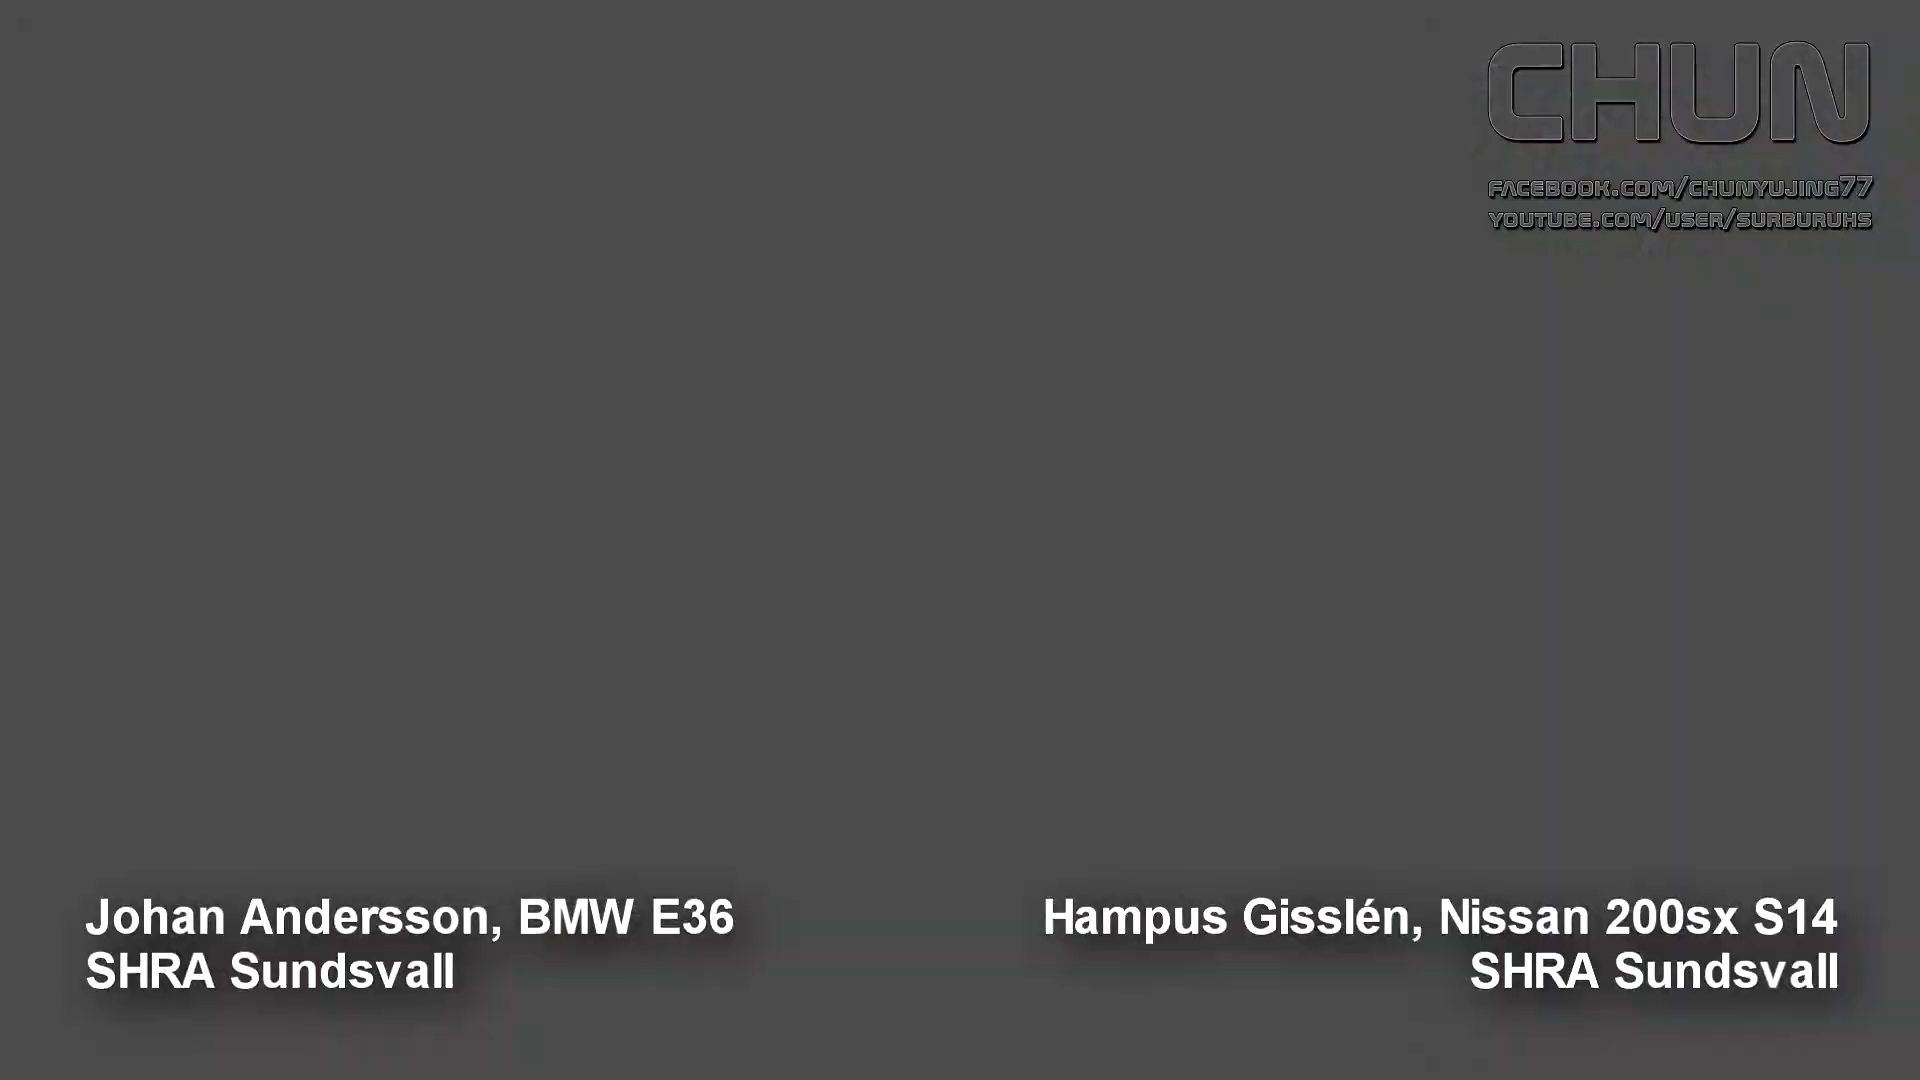 CHUN
FACEBOOK.COM/CHUNYUJING77
YOUTUBE.COM/USER/SURBURUHS
Johan Andersson, BMW E36
SHRA Sundsvall
Hampus Gisslén, Nissan 200sx S14
SHRA Sundsvall